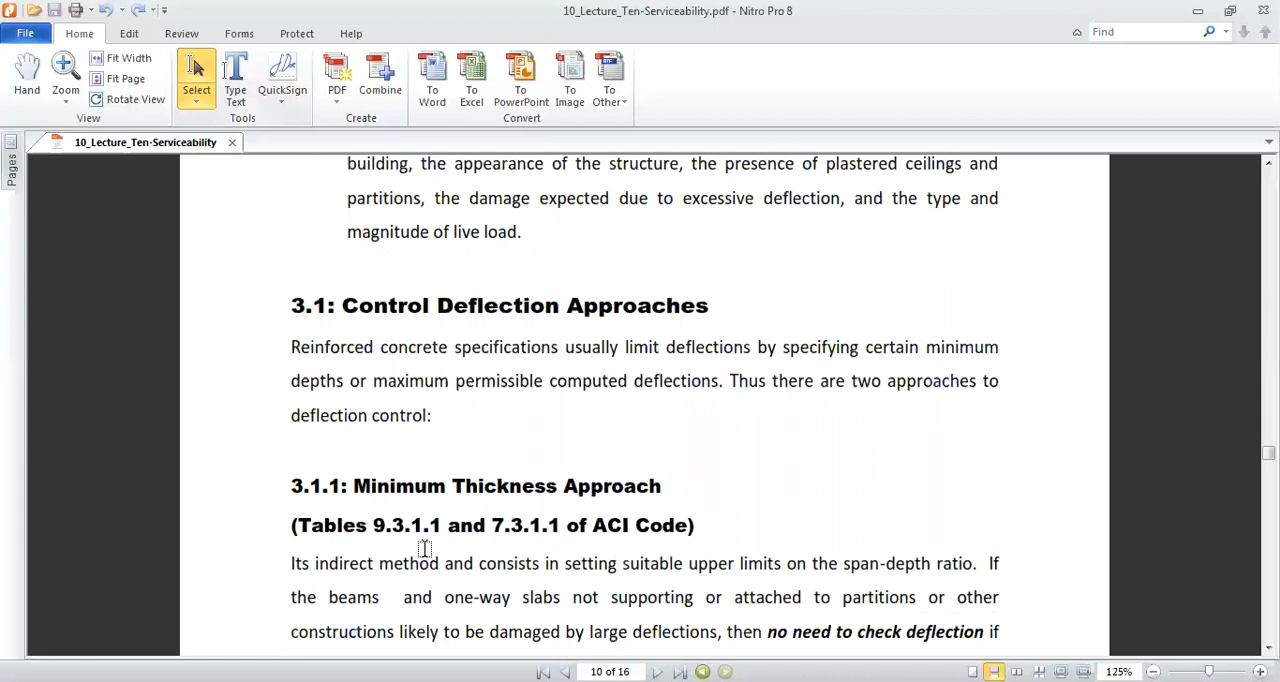 10_Lecture_Ten-Serviceability.pdf - Nitro Pro 8
File Home Edit Review Forms Protect Help Find
Hand Zoom Fit Width Fit Page Rotate View Select Type Text QuickSign PDF Combine To Word To Excel To PowerPoint To Image To Other
View Tools Create Convert
10_Lecture_Ten-Serviceability
Pages
building, the appearance of the structure, the presence of plastered ceilings and
partitions, the damage expected due to excessive deflection, and the type and
magnitude of live load.
3.1: Control Deflection Approaches
Reinforced concrete specifications usually limit deflections by specifying certain minimum
depths or maximum permissible computed deflections. Thus there are two approaches to
deflection control:
3.1.1: Minimum Thickness Approach
(Tables 9.3.1.1 and 7.3.1.1 of ACI Code)
Its indirect method and consists in setting suitable upper limits on the span-depth ratio. If
the beams and one-way slabs not supporting or attached to partitions or other
constructions likely to be damaged by large deflections, then no need to check deflection if
10 of 16 125%